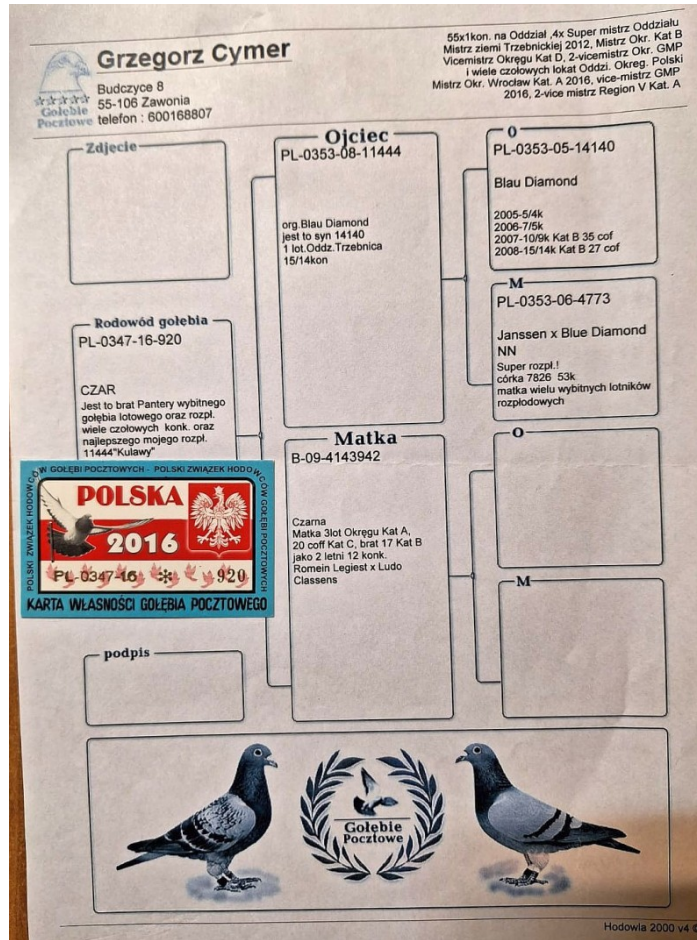 Grzegorz Cymer
Budczyce 8
55-106 Zawonia
telefon : 600168807
Gołebie
Pocztowe
55x1kon. na Oddział ,4x Super mistrz Oddziału
Mistrz ziemi Trzebnickiej 2012, Mistrz Okr. Kat B
Vicemistrz Okręgu Kat D, 2-vicemistrz Okr. GMP
i wiele czołowych lokat Oddzi. Okreg. Polski
Mistrz Okr. Wrocław Kat. A 2016, vice-mistrz GMP
2016, 2-vice mistrz Region V Kat. A
Zdjecie
Rodowód gołebia
PL-0347-16-920
CZAR
Jest to brat Pantery wybitnego
gołębia lotowego oraz rozpł.
wiele czołowych konk. oraz
najlepszego mojego rozpł.
11444"Kulawy"
POLSKI ZWIĄZEK HODOWCÓW GOŁĘBI POCZTOWYCH - POLSKI ZWIĄZEK HODOWCÓW GOŁĘBI POCZTOWYCH
POLSKA
2016
PL-0347-16 920
KARTA WŁASNOŚCI GOŁĘBIA POCZTOWEGO
podpis
Ojciec
PL-0353-08-11444
org.Blau Diamond
jest to syn 14140
1 lot.Oddz.Trzebnica
15/14kon
Matka
B-09-4143942
Czarna
Matka 3lot Okręgu Kat A,
20 coff Kat C, brat 17 Kat B
jako 2 letni 12 konk.
Romein Legiest x Ludo
Classens
O
PL-0353-05-14140
Blau Diamond
2005-5/4k
2006-7/5k
2007-10/9k Kat B 35 cof
2008-15/14k Kat B 27 cof
M
PL-0353-06-4773
Janssen x Blue Diamond
NN
Super rozpł.!
córka 7826 53k
matka wielu wybitnych lotników
rozpłodowych
O
M
Gołebie
Pocztowe
Hodowla 2000 v4